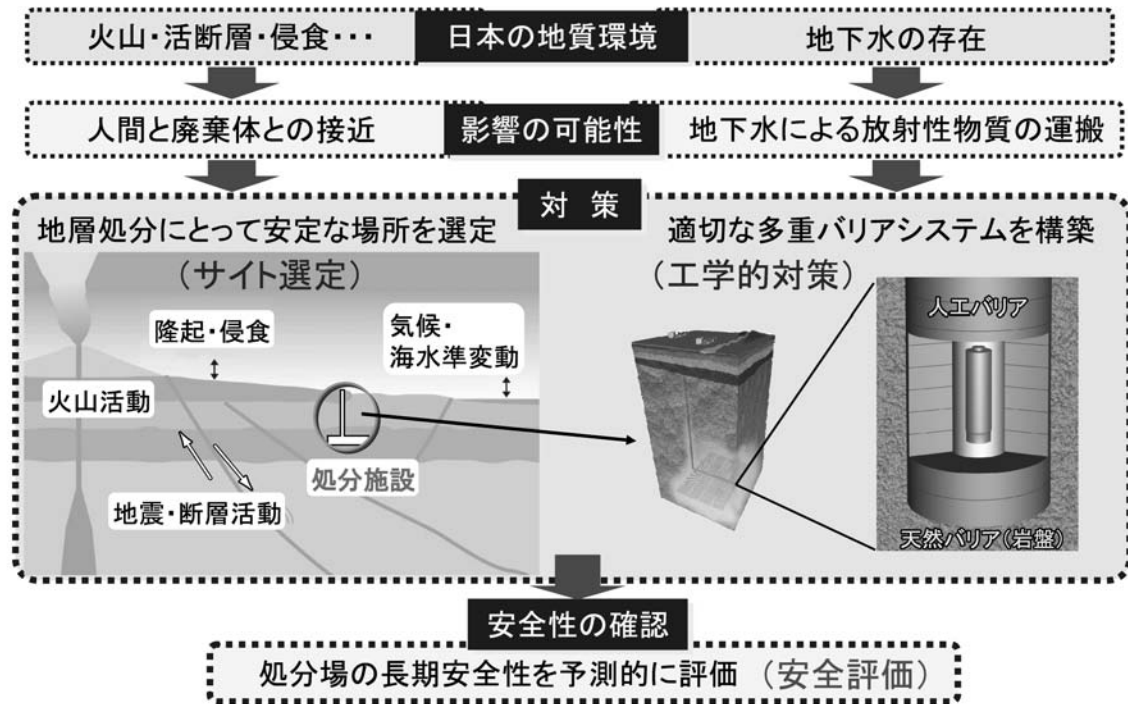 火山・活断層・侵食・・・
日本の地質環境
地下水の存在
人間と廃棄体との接近
影響の可能性
地下水による放射性物質の運搬
対 策
地層処分にとって安定な場所を選定
(サイト選定)
隆起・侵食
気候・
海水準変動
火山活動
処分施設
地震・断層活動
適切な多重バリアシステムを構築
(工学的対策)
人工バリア
天然バリア(岩盤)
安全性の確認
処分場の長期安全性を予測的に評価 (安全評価)